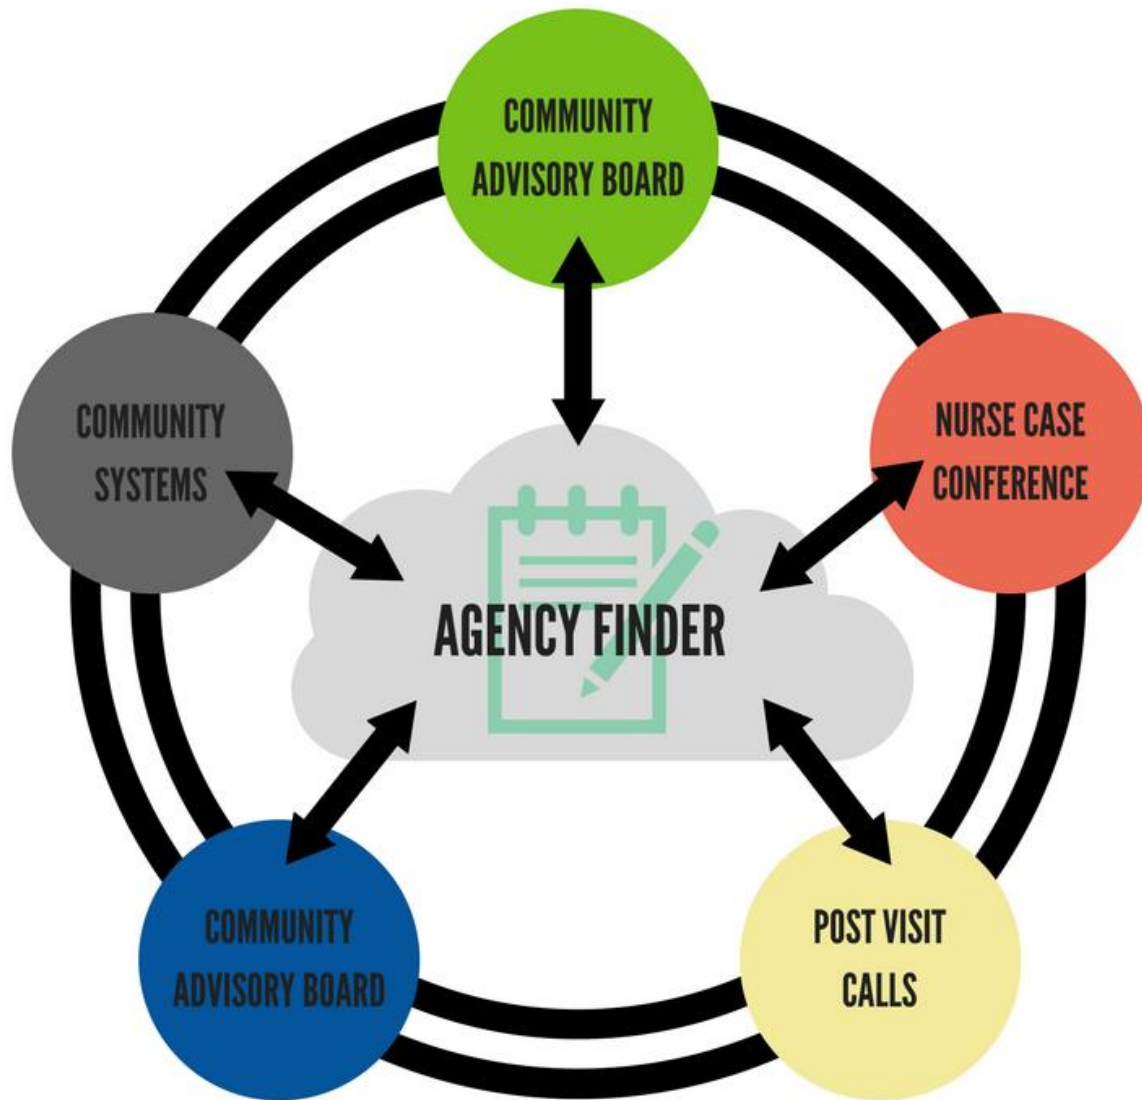 COMMUNITY
ADVISORY BOARD
COMMUNITY
SYSTEMS
NURSE CASE
CONFERENCE
AGENCY FINDER
COMMUNITY
ADVISORY BOARD
POST VISIT
CALLS